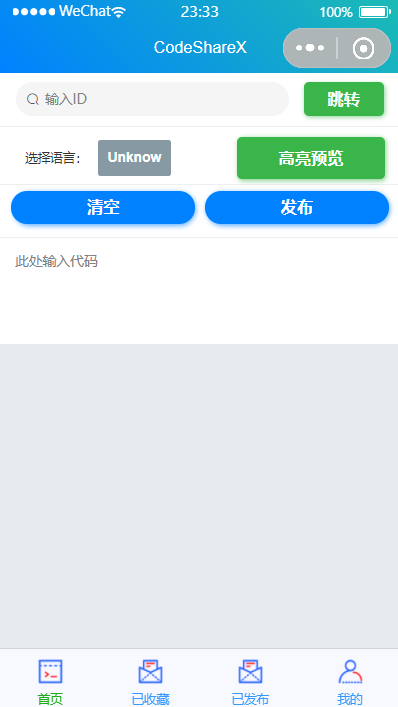 WeChat 23:33 100%
CodeShareX
输入ID 跳转
选择语言： Unknow 高亮预览
清空 发布
此处输入代码
首页 已收藏 已发布 我的